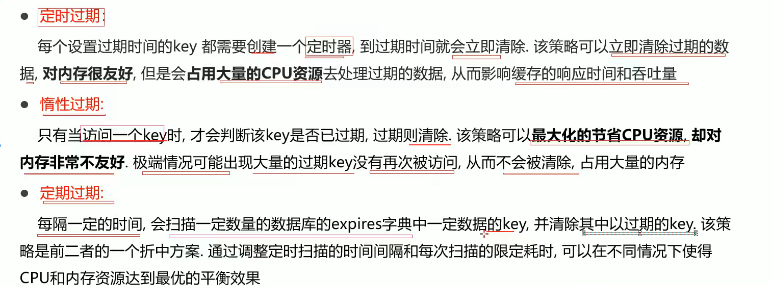 ● 定时过期:
每个设置过期时间的key 都需要创建一个定时器, 到过期时间就会立即清除. 该策略可以立即清除过期的数
据, 对内存很友好, 但是会占用大量的CPU资源去处理过期的数据, 从而影响缓存的响应时间和吞吐量
● 惰性过期:
只有当访问一个key时, 才会判断该key是否已过期, 过期则清除. 该策略可以最大化的节省CPU资源, 却对
内存非常不友好. 极端情况可能出现大量的过期key没有再次被访问, 从而不会被清除, 占用大量的内存
● 定期过期:
每隔一定的时间, 会扫描一定数量的数据库的expires字典中一定数据的key, 并清除其中以过期的key, 该策
略是前二者的一个折中方案. 通过调整定时扫描的时间间隔和每次扫描的限定耗时, 可以在不同情况下使得
CPU和内存资源达到最优的平衡效果